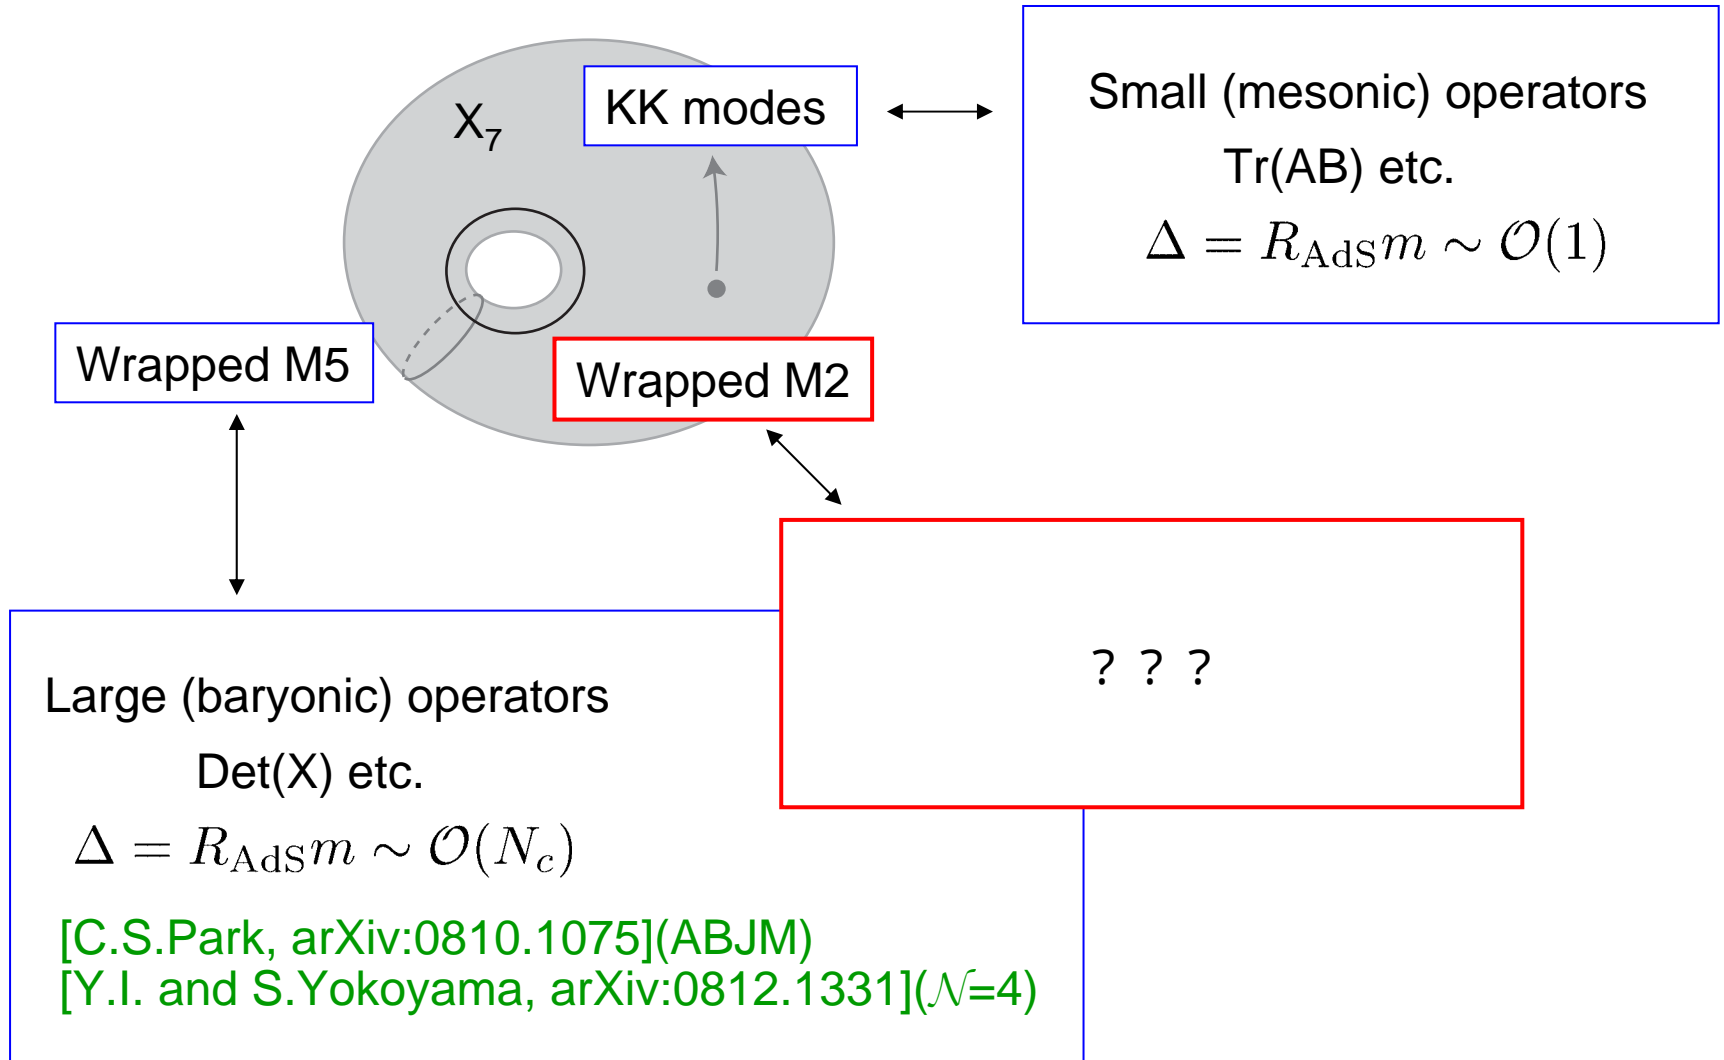 X₇
KK modes
Small (mesonic) operators
Tr(AB) etc.
Δ = R_AdS m ∼ 𝒪(1)
Wrapped M5
Wrapped M2
? ? ?
Large (baryonic) operators
Det(X) etc.
Δ = R_AdS m ∼ 𝒪(N_c)
[C.S.Park, arXiv:0810.1075](ABJM)
[Y.I. and S.Yokoyama, arXiv:0812.1331](𝒩=4)